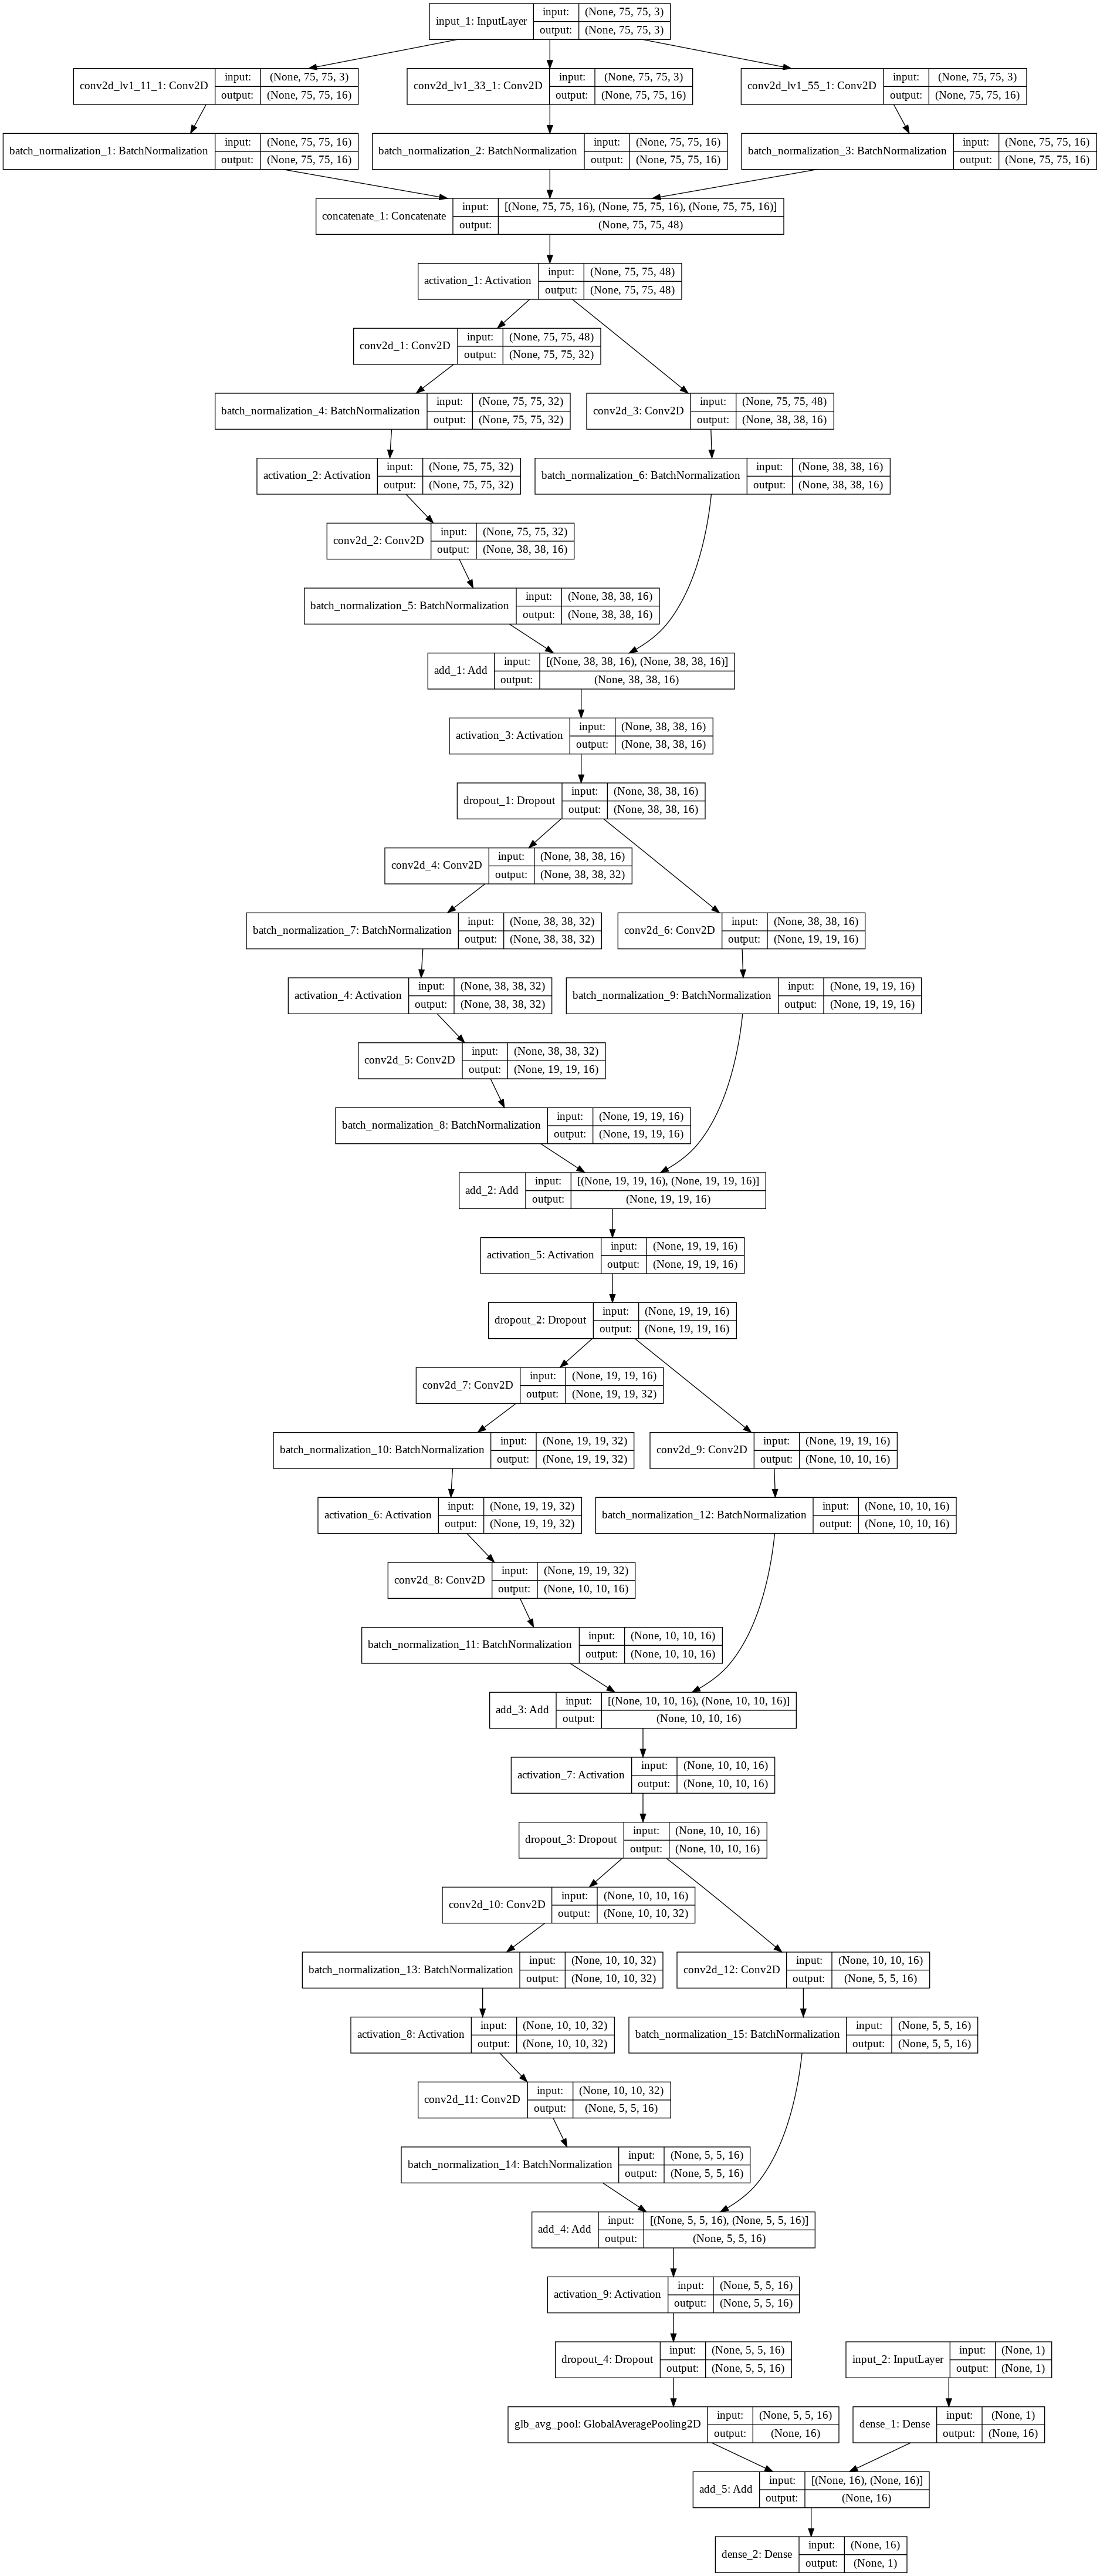 input_1: InputLayer
input: (None, 75, 75, 3)
output: (None, 75, 75, 3)
conv2d_lv1_11_1: Conv2D
input: (None, 75, 75, 3)
output: (None, 75, 75, 16)
conv2d_lv1_33_1: Conv2D
input: (None, 75, 75, 3)
output: (None, 75, 75, 16)
conv2d_lv1_55_1: Conv2D
input: (None, 75, 75, 3)
output: (None, 75, 75, 16)
batch_normalization_1: BatchNormalization
input: (None, 75, 75, 16)
output: (None, 75, 75, 16)
batch_normalization_2: BatchNormalization
input: (None, 75, 75, 16)
output: (None, 75, 75, 16)
batch_normalization_3: BatchNormalization
input: (None, 75, 75, 16)
output: (None, 75, 75, 16)
concatenate_1: Concatenate
input: [(None, 75, 75, 16), (None, 75, 75, 16), (None, 75, 75, 16)]
output: (None, 75, 75, 48)
activation_1: Activation
input: (None, 75, 75, 48)
output: (None, 75, 75, 48)
conv2d_1: Conv2D
input: (None, 75, 75, 48)
output: (None, 75, 75, 32)
batch_normalization_4: BatchNormalization
input: (None, 75, 75, 32)
output: (None, 75, 75, 32)
conv2d_3: Conv2D
input: (None, 75, 75, 48)
output: (None, 38, 38, 16)
activation_2: Activation
input: (None, 75, 75, 32)
output: (None, 75, 75, 32)
batch_normalization_6: BatchNormalization
input: (None, 38, 38, 16)
output: (None, 38, 38, 16)
conv2d_2: Conv2D
input: (None, 75, 75, 32)
output: (None, 38, 38, 16)
batch_normalization_5: BatchNormalization
input: (None, 38, 38, 16)
output: (None, 38, 38, 16)
add_1: Add
input: [(None, 38, 38, 16), (None, 38, 38, 16)]
output: (None, 38, 38, 16)
activation_3: Activation
input: (None, 38, 38, 16)
output: (None, 38, 38, 16)
dropout_1: Dropout
input: (None, 38, 38, 16)
output: (None, 38, 38, 16)
conv2d_4: Conv2D
input: (None, 38, 38, 16)
output: (None, 38, 38, 32)
batch_normalization_7: BatchNormalization
input: (None, 38, 38, 32)
output: (None, 38, 38, 32)
conv2d_6: Conv2D
input: (None, 38, 38, 16)
output: (None, 19, 19, 16)
activation_4: Activation
input: (None, 38, 38, 32)
output: (None, 38, 38, 32)
batch_normalization_9: BatchNormalization
input: (None, 19, 19, 16)
output: (None, 19, 19, 16)
conv2d_5: Conv2D
input: (None, 38, 38, 32)
output: (None, 19, 19, 16)
batch_normalization_8: BatchNormalization
input: (None, 19, 19, 16)
output: (None, 19, 19, 16)
add_2: Add
input: [(None, 19, 19, 16), (None, 19, 19, 16)]
output: (None, 19, 19, 16)
activation_5: Activation
input: (None, 19, 19, 16)
output: (None, 19, 19, 16)
dropout_2: Dropout
input: (None, 19, 19, 16)
output: (None, 19, 19, 16)
conv2d_7: Conv2D
input: (None, 19, 19, 16)
output: (None, 19, 19, 32)
batch_normalization_10: BatchNormalization
input: (None, 19, 19, 32)
output: (None, 19, 19, 32)
conv2d_9: Conv2D
input: (None, 19, 19, 16)
output: (None, 10, 10, 16)
activation_6: Activation
input: (None, 19, 19, 32)
output: (None, 19, 19, 32)
batch_normalization_12: BatchNormalization
input: (None, 10, 10, 16)
output: (None, 10, 10, 16)
conv2d_8: Conv2D
input: (None, 19, 19, 32)
output: (None, 10, 10, 16)
batch_normalization_11: BatchNormalization
input: (None, 10, 10, 16)
output: (None, 10, 10, 16)
add_3: Add
input: [(None, 10, 10, 16), (None, 10, 10, 16)]
output: (None, 10, 10, 16)
activation_7: Activation
input: (None, 10, 10, 16)
output: (None, 10, 10, 16)
dropout_3: Dropout
input: (None, 10, 10, 16)
output: (None, 10, 10, 16)
conv2d_10: Conv2D
input: (None, 10, 10, 16)
output: (None, 10, 10, 32)
batch_normalization_13: BatchNormalization
input: (None, 10, 10, 32)
output: (None, 10, 10, 32)
conv2d_12: Conv2D
input: (None, 10, 10, 16)
output: (None, 5, 5, 16)
activation_8: Activation
input: (None, 10, 10, 32)
output: (None, 10, 10, 32)
batch_normalization_15: BatchNormalization
input: (None, 5, 5, 16)
output: (None, 5, 5, 16)
conv2d_11: Conv2D
input: (None, 10, 10, 32)
output: (None, 5, 5, 16)
batch_normalization_14: BatchNormalization
input: (None, 5, 5, 16)
output: (None, 5, 5, 16)
add_4: Add
input: [(None, 5, 5, 16), (None, 5, 5, 16)]
output: (None, 5, 5, 16)
activation_9: Activation
input: (None, 5, 5, 16)
output: (None, 5, 5, 16)
dropout_4: Dropout
input: (None, 5, 5, 16)
output: (None, 5, 5, 16)
input_2: InputLayer
input: (None, 1)
output: (None, 1)
glb_avg_pool: GlobalAveragePooling2D
input: (None, 5, 5, 16)
output: (None, 16)
dense_1: Dense
input: (None, 1)
output: (None, 16)
add_5: Add
input: [(None, 16), (None, 16)]
output: (None, 16)
dense_2: Dense
input: (None, 16)
output: (None, 1)